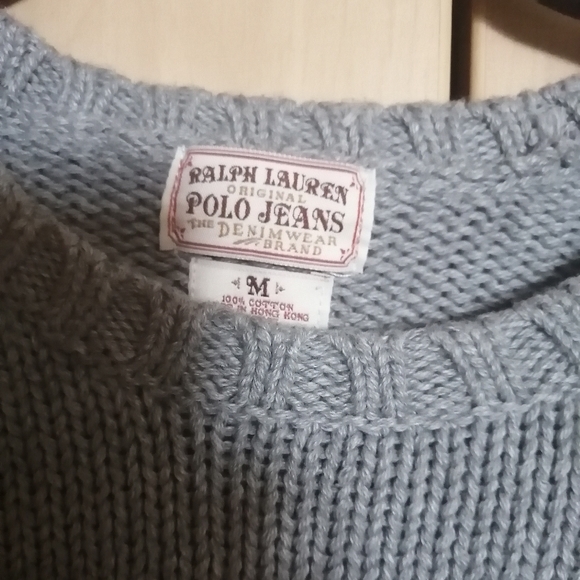 RALPH LAUREN
ORIGINAL
POLO JEANS
THE DENIMWEAR
BRAND
M
100% COTTON
IN HONG KONG